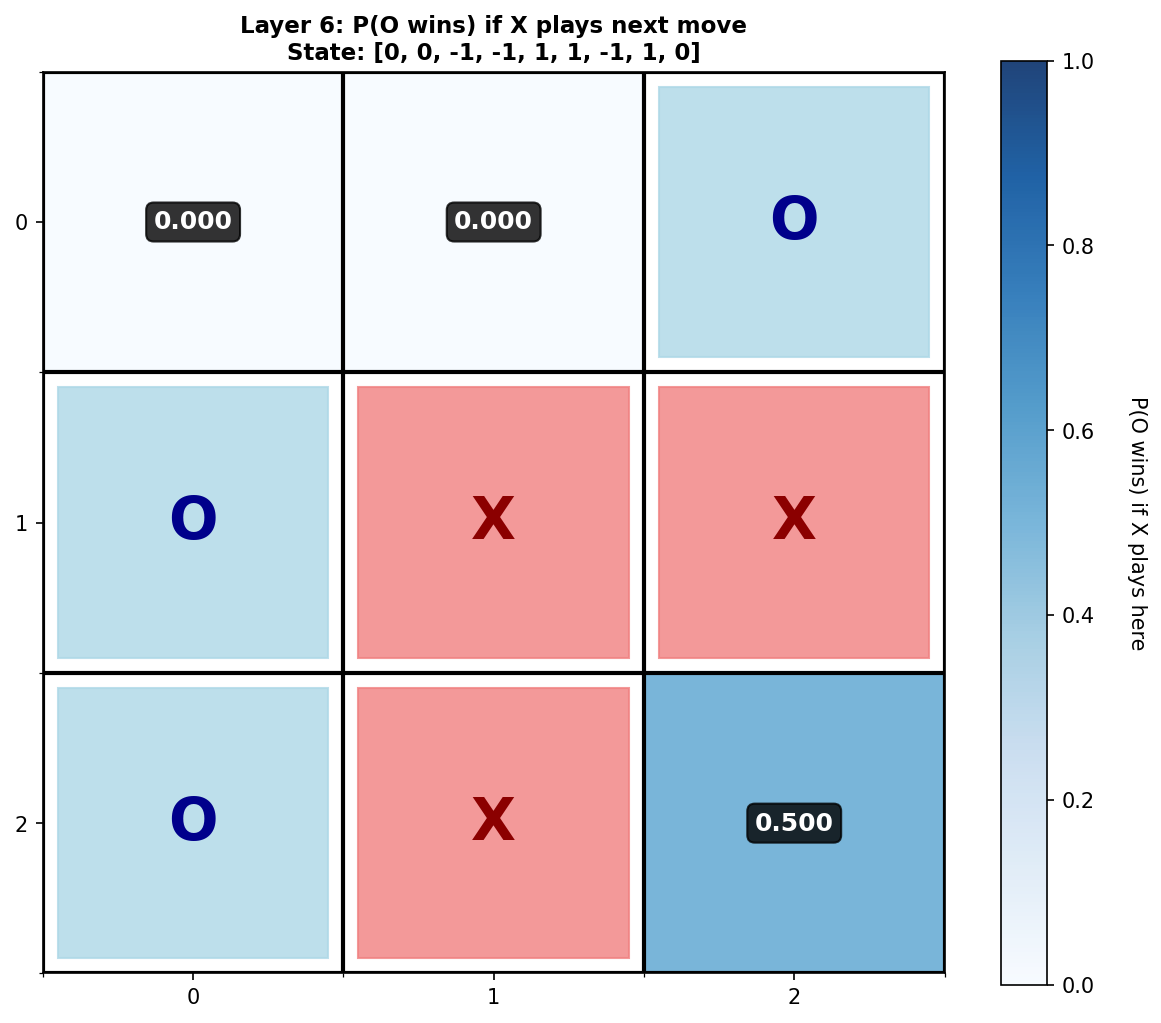 Layer 6: P(O wins) if X plays next move
State: [0, 0, -1, -1, 1, 1, -1, 1, 0]
0
0.000
0.000
O
1
O
X
X
2
O
X
0.500
0
1
2
1.0
0.8
0.6
0.4
0.2
0.0
P(O wins) if X plays here